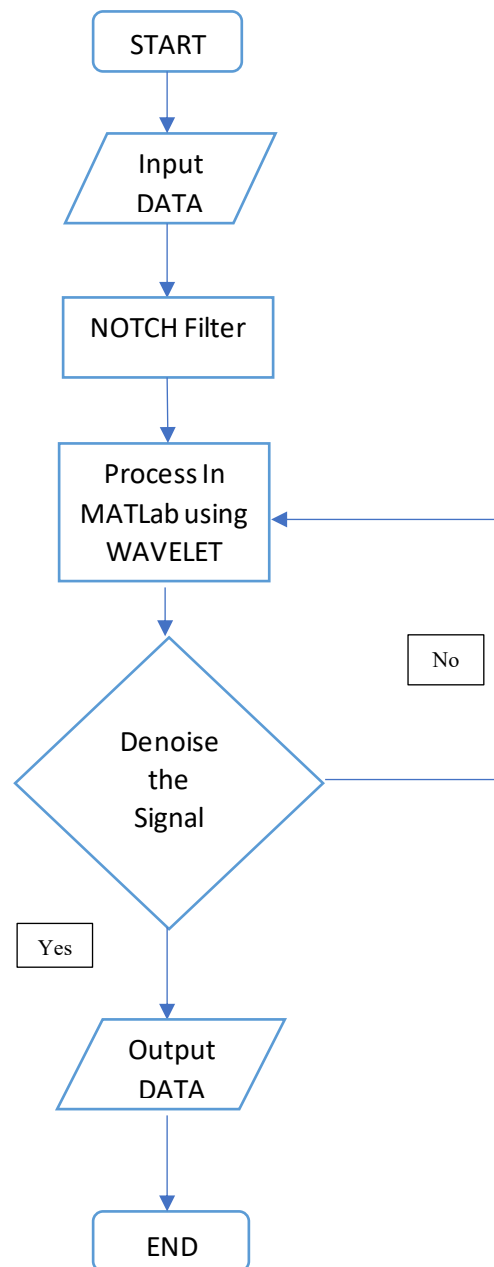 START
Input
DATA
NOTCH Filter
Process In
MATLab using
WAVELET
No
Denoise
the
Signal
Yes
Output
DATA
END